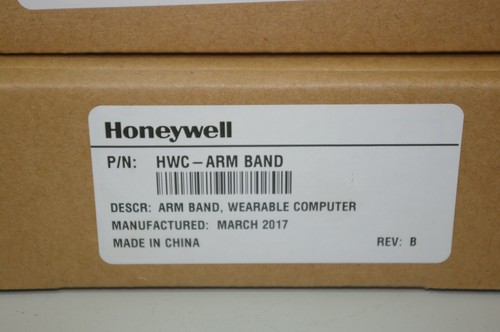 Honeywell
P/N: HWC-ARM BAND
DESCR: ARM BAND, WEARABLE COMPUTER
MANUFACTURED: MARCH 2017
MADE IN CHINA REV: B